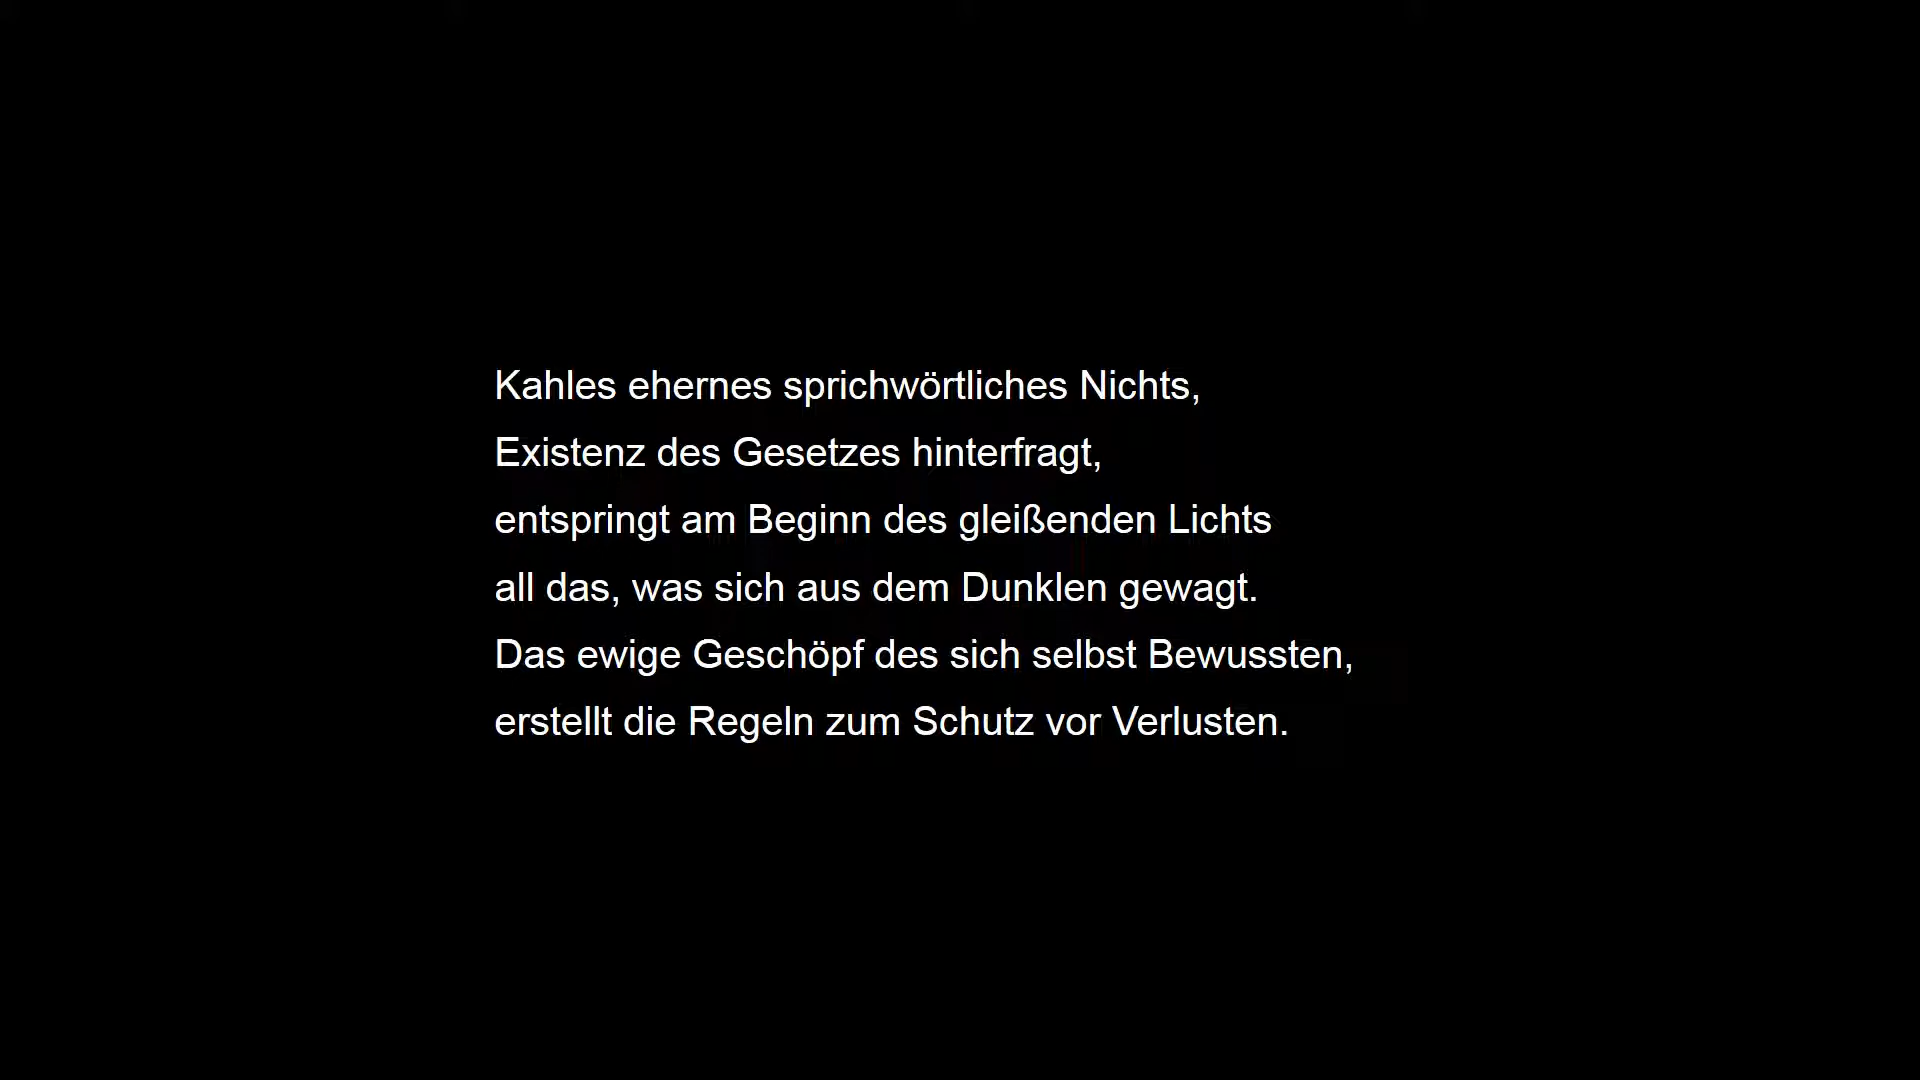 Kahles ehernes sprichwörtliches Nichts,
Existenz des Gesetzes hinterfragt,
entspringt am Beginn des gleißenden Lichts
all das, was sich aus dem Dunklen gewagt.
Das ewige Geschöpf des sich selbst Bewussten,
erstellt die Regeln zum Schutz vor Verlusten.